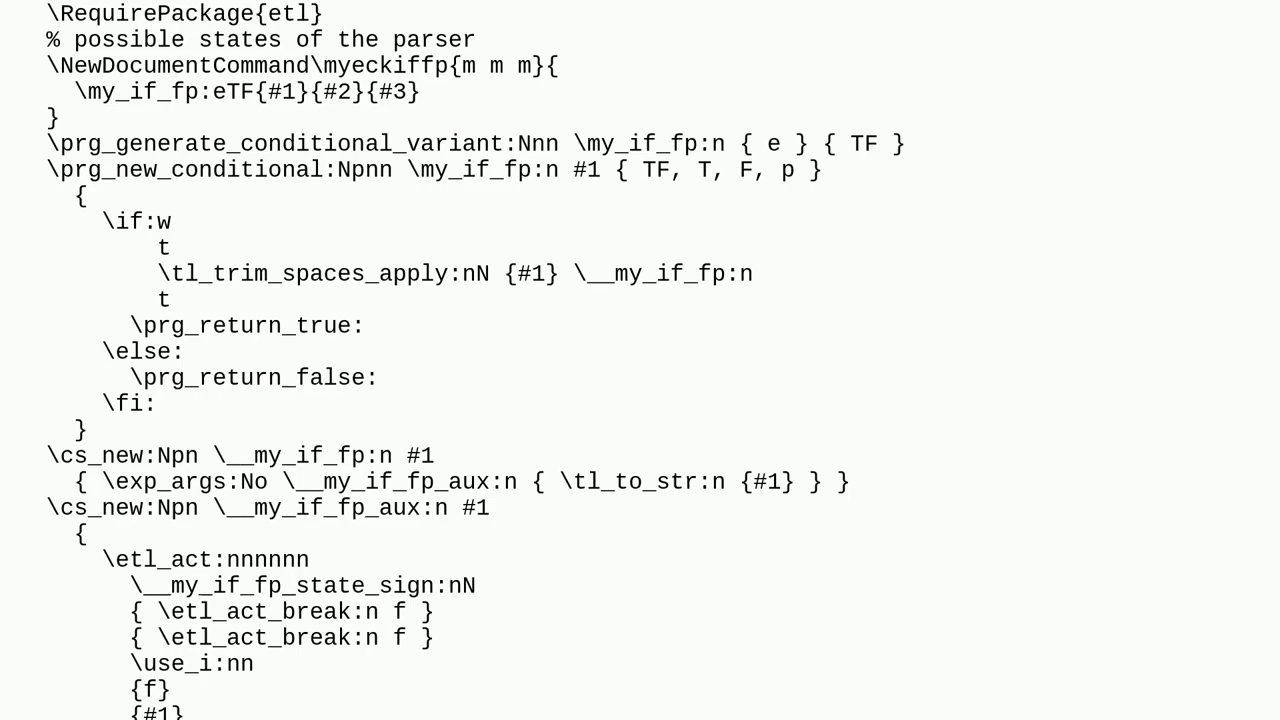 \RequirePackage{etl}
% possible states of the parser
\NewDocumentCommand\myeckiffp{m m m}{
  \my_if_fp:eTF{#1}{#2}{#3}
}
\prg_generate_conditional_variant:Nnn \my_if_fp:n { e } { TF }
\prg_new_conditional:Npnn \my_if_fp:n #1 { TF, T, F, p }
  {
    \if:w
        t
        \tl_trim_spaces_apply:nN {#1} \__my_if_fp:n
        t
      \prg_return_true:
    \else:
      \prg_return_false:
    \fi:
  }
\cs_new:Npn \__my_if_fp:n #1
  { \exp_args:No \__my_if_fp_aux:n { \tl_to_str:n {#1} } }
\cs_new:Npn \__my_if_fp_aux:n #1
  {
    \etl_act:nnnnnn
      \__my_if_fp_state_sign:nN
      { \etl_act_break:n f }
      { \etl_act_break:n f }
      \use_i:nn
      {f}
      {#1}